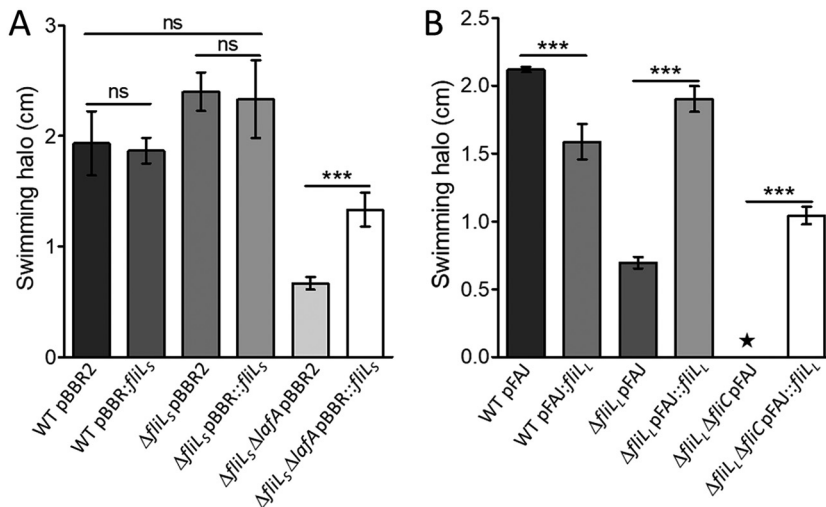 A
Swimming halo (cm)
3
2
1
0
ns
ns
ns
***
WT pBBR2
WT pBBR::fliLS
ΔfliLS pBBR2
ΔfliLS pBBR::fliLS
ΔfliLS ΔlafA pBBR2
ΔfliLS ΔlafA pBBR::fliLS
B
Swimming halo (cm)
2.5
2.0
1.5
1.0
0.5
0.0
***
***
***
★
WT pFAJ
WT pFAJ::fliLL
ΔfliLL pFAJ
ΔfliLL pFAJ::fliLL
ΔfliLL ΔfliC pFAJ
ΔfliLL ΔfliC pFAJ::fliLL